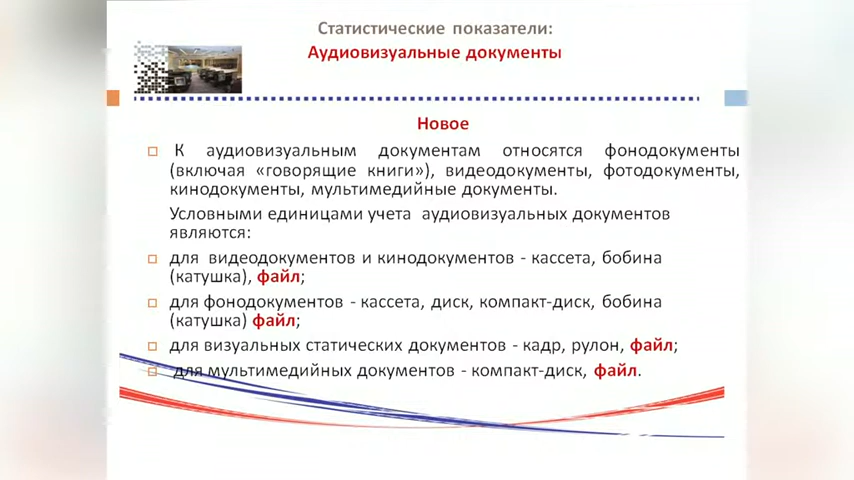 Статистические показатели:
Аудиовизуальные документы
Новое
К аудиовизуальным документам относятся фонодокументы
(включая «говорящие книги»), видеодокументы, фотодокументы,
кинодокументы, мультимедийные документы.
Условными единицами учета аудиовизуальных документов
являются:
для видеодокументов и кинодокументов - кассета, бобина
(катушка), файл;
для фонодокументов - кассета, диск, компакт-диск, бобина
(катушка) файл;
для визуальных статических документов - кадр, рулон, файл;
для мультимедийных документов - компакт-диск, файл.